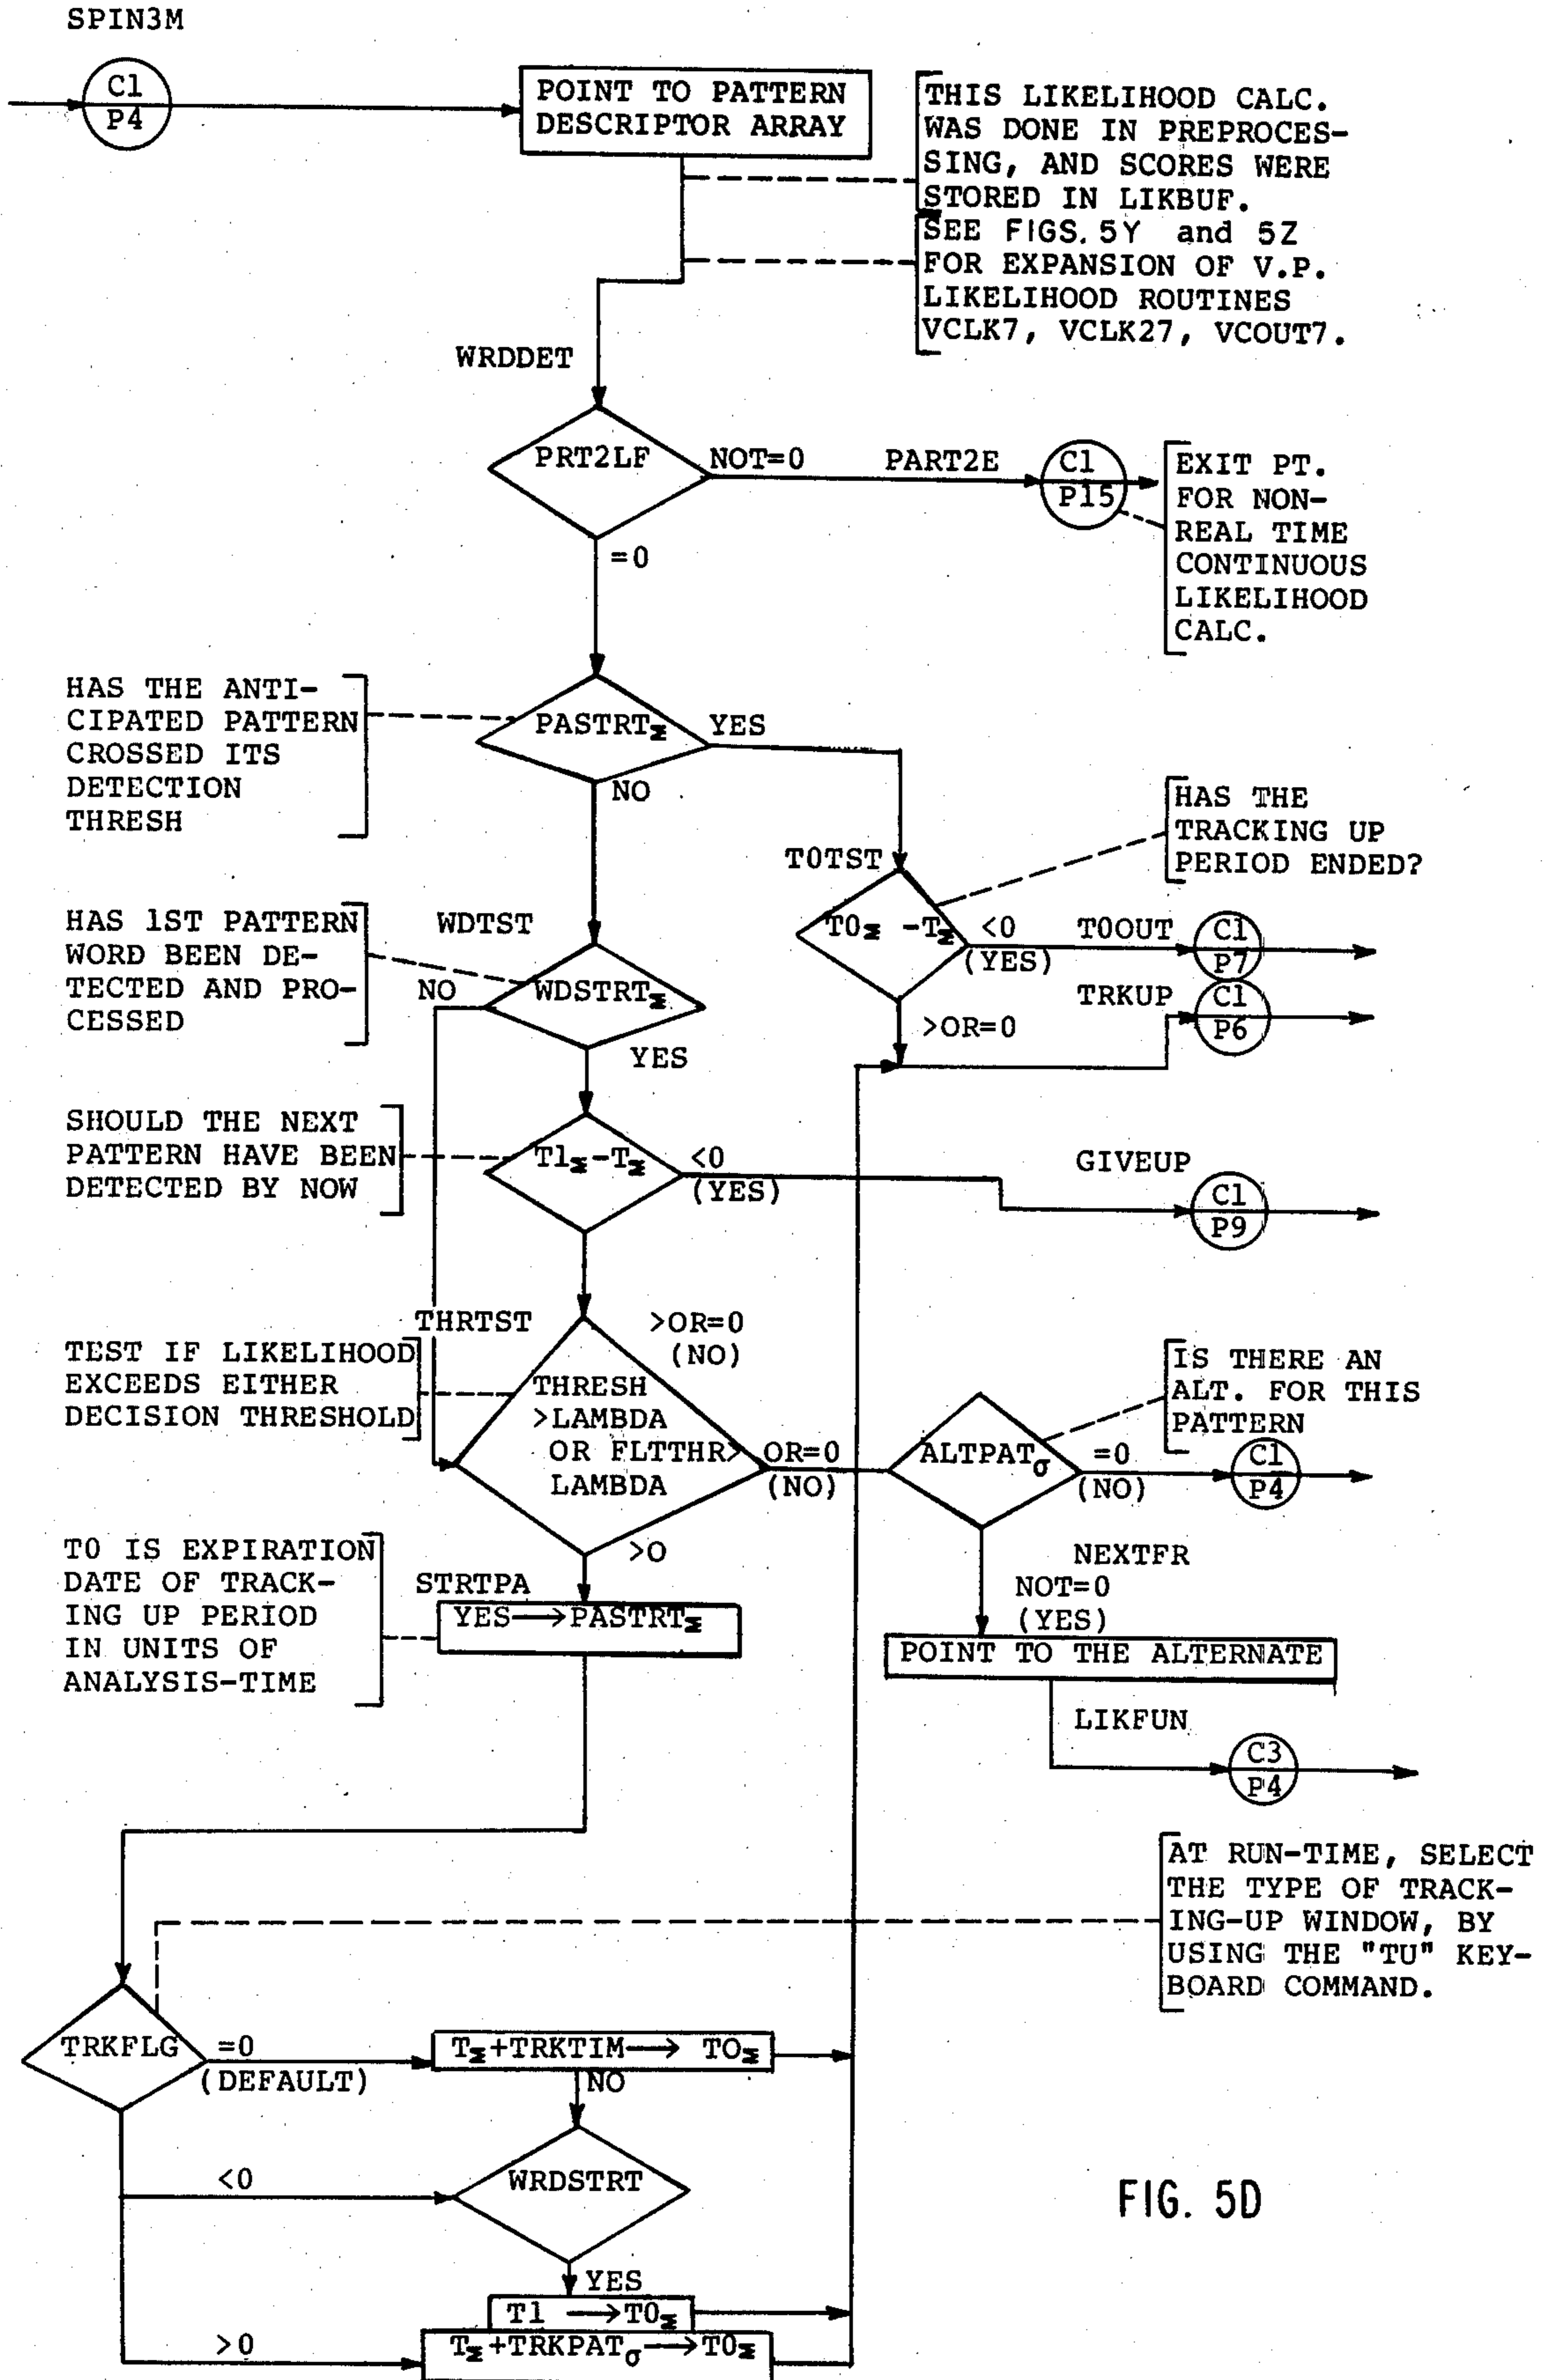 SPIN3M
C1
P4
POINT TO PATTERN
DESCRIPTOR ARRAY
THIS LIKELIHOOD CALC.
WAS DONE IN PREPROCES-
SING, AND SCORES WERE
STORED IN LIKBUF.
SEE FIGS. 5Y and 5Z
FOR EXPANSION OF V.P.
LIKELIHOOD ROUTINES
VCLK7, VCLK27, VCOUT7.
WRDDET
PRT2LF
NOT=0
PART2E
C1
P15
EXIT PT.
FOR NON-
REAL TIME
CONTINUOUS
LIKELIHOOD
CALC.
=0
HAS THE ANTI-
CIPATED PATTERN
CROSSED ITS
DETECTION
THRESH
PASTRTΣ
YES
NO
HAS THE
TRACKING UP
PERIOD ENDED?
T0TST
T0Σ -TΣ
<0
(YES)
T0OUT
C1
P7
>OR=0
TRKUP
C1
P6
HAS 1ST PATTERN
WORD BEEN DE-
TECTED AND PRO-
CESSED
WDTST
NO
WDSTRTΣ
YES
SHOULD THE NEXT
PATTERN HAVE BEEN
DETECTED BY NOW
T1Σ-TΣ
<0
(YES)
GIVEUP
C1
P9
THRTST
>OR=0
(NO)
TEST IF LIKELIHOOD
EXCEEDS EITHER
DECISION THRESHOLD
THRESH
>LAMBDA
OR FLTTHR>
LAMBDA
OR=0
(NO)
IS THERE AN
ALT. FOR THIS
PATTERN
ALTPATσ
=0
(NO)
C1
P4
>O
NEXTFR
NOT=0
(YES)
POINT TO THE ALTERNATE
LIKFUN
C3
P4
T0 IS EXPIRATION
DATE OF TRACK-
ING UP PERIOD
IN UNITS OF
ANALYSIS-TIME
STRTPA
YES→PASTRTΣ
AT RUN-TIME, SELECT
THE TYPE OF TRACK-
ING-UP WINDOW, BY
USING THE "TU" KEY-
BOARD COMMAND.
TRKFLG
=0
(DEFAULT)
TΣ+TRKTIM→ TOΣ
NO
<0
WRDSTRT
YES
T1 →T0Σ
>0
TΣ+TRKPATσ→T0Σ
FIG. 5D